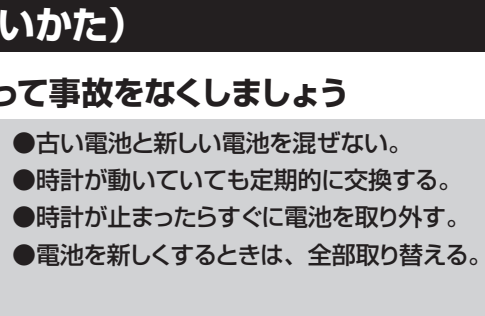 いかた）
って事故をなくしましょう
●古い電池と新しい電池を混ぜない。
●時計が動いていても定期的に交換する。
●時計が止まったらすぐに電池を取り外す。
●電池を新しくするときは、全部取り替える。